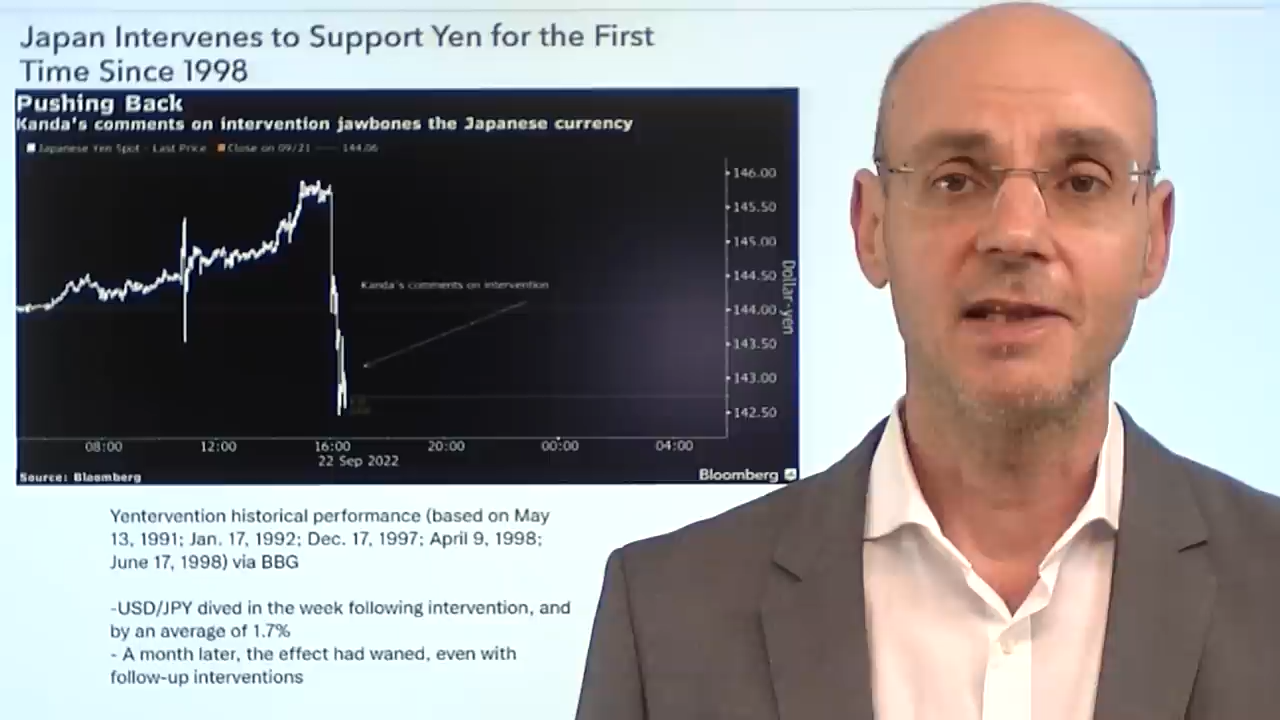 Japan Intervenes to Support Yen for the First
Time Since 1998
Pushing Back
Kanda's comments on intervention jawbones the Japanese currency
Japanese Yen Spot - Last Price Close on 09/21 144.06
146.00
145.50
145.00
144.50
Kanda's comments on intervention
144.00
143.50
143.00
142.50
Dollar-yen
08:00 12:00 16:00 20:00 00:00 04:00
22 Sep 2022
Source: Bloomberg
Bloomberg
Yentervention historical performance (based on May
13, 1991; Jan. 17, 1992; Dec. 17, 1997; April 9, 1998;
June 17, 1998) via BBG
-USD/JPY dived in the week following intervention, and
by an average of 1.7%
- A month later, the effect had waned, even with
follow-up interventions